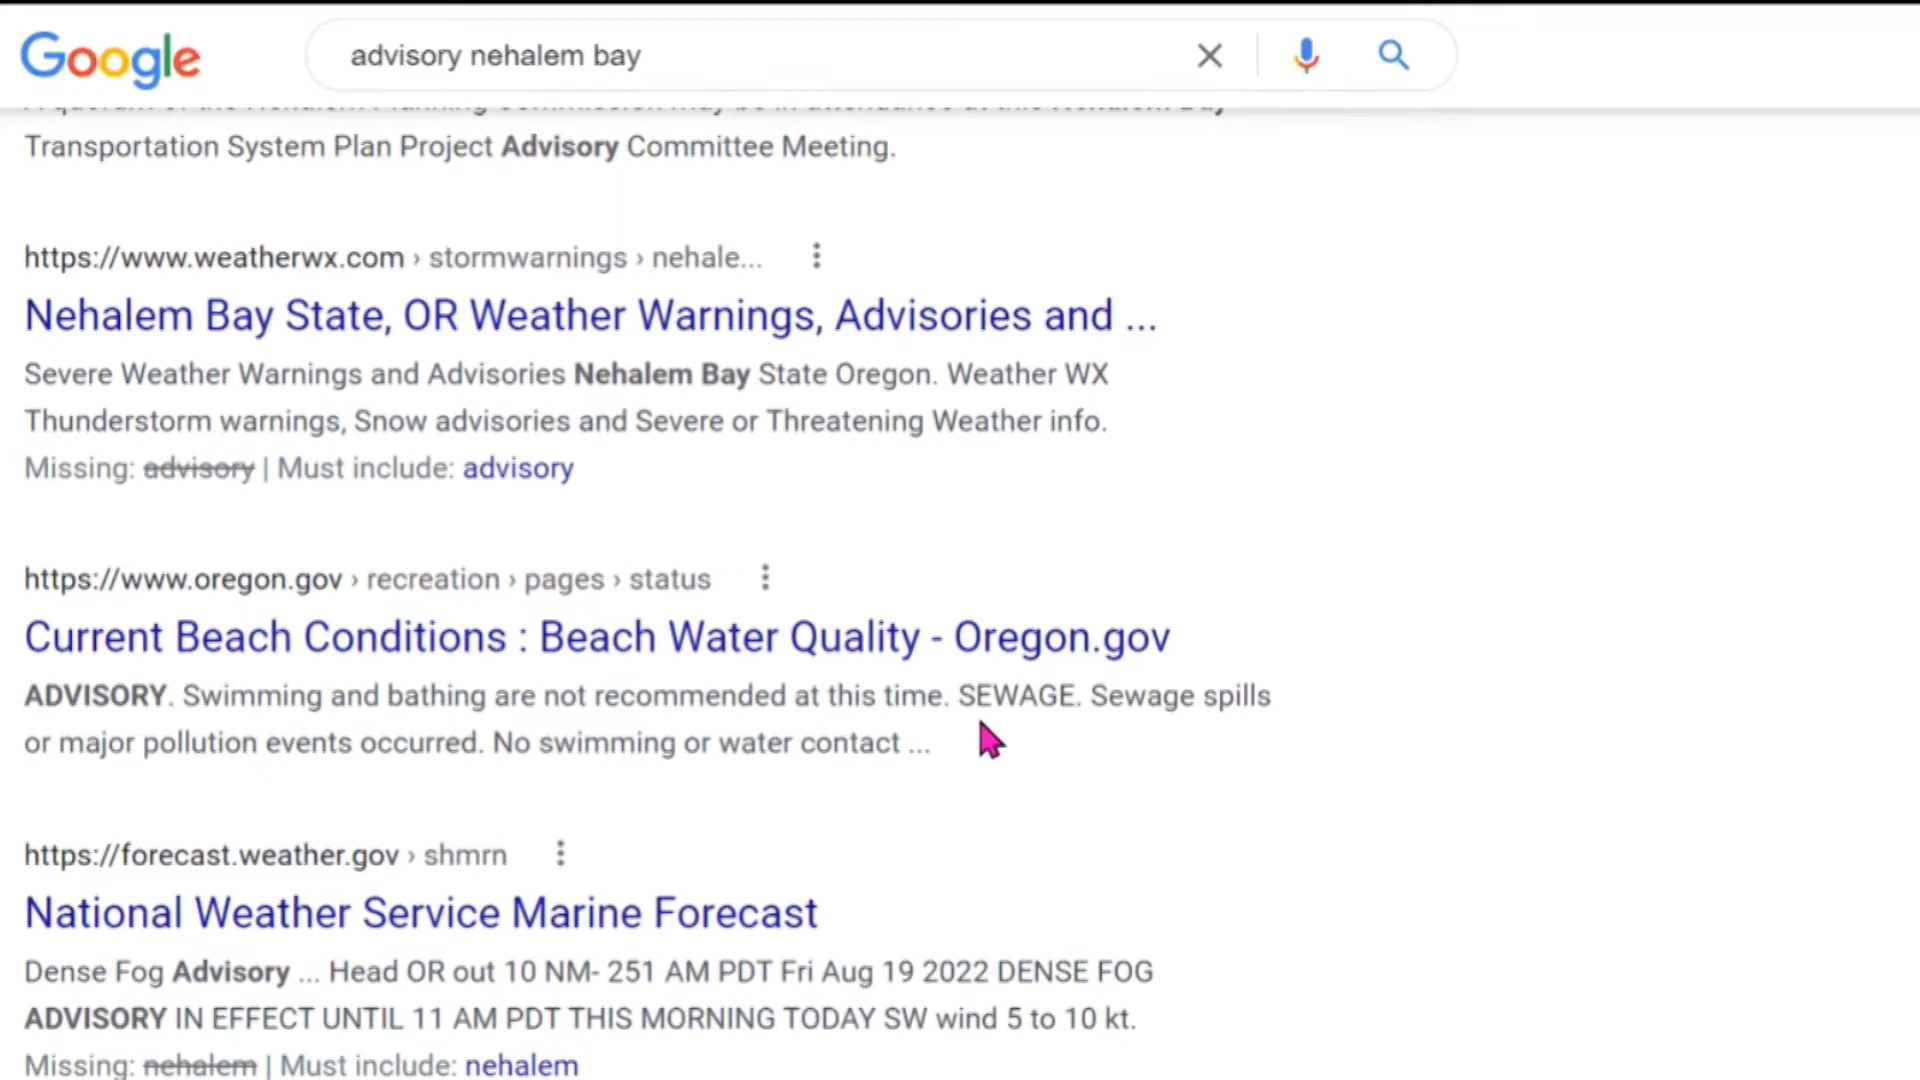 Google
advisory nehalem bay
Transportation System Plan Project Advisory Committee Meeting.
https://www.weatherwx.com › stormwarnings › nehale...
Nehalem Bay State, OR Weather Warnings, Advisories and ...
Severe Weather Warnings and Advisories Nehalem Bay State Oregon. Weather WX
Thunderstorm warnings, Snow advisories and Severe or Threatening Weather info.
Missing: advisory | Must include: advisory
https://www.oregon.gov › recreation › pages › status
Current Beach Conditions : Beach Water Quality - Oregon.gov
ADVISORY. Swimming and bathing are not recommended at this time. SEWAGE. Sewage spills
or major pollution events occurred. No swimming or water contact ...
https://forecast.weather.gov › shmrn
National Weather Service Marine Forecast
Dense Fog Advisory ... Head OR out 10 NM- 251 AM PDT Fri Aug 19 2022 DENSE FOG
ADVISORY IN EFFECT UNTIL 11 AM PDT THIS MORNING TODAY SW wind 5 to 10 kt.
Missing: nehalem | Must include: nehalem